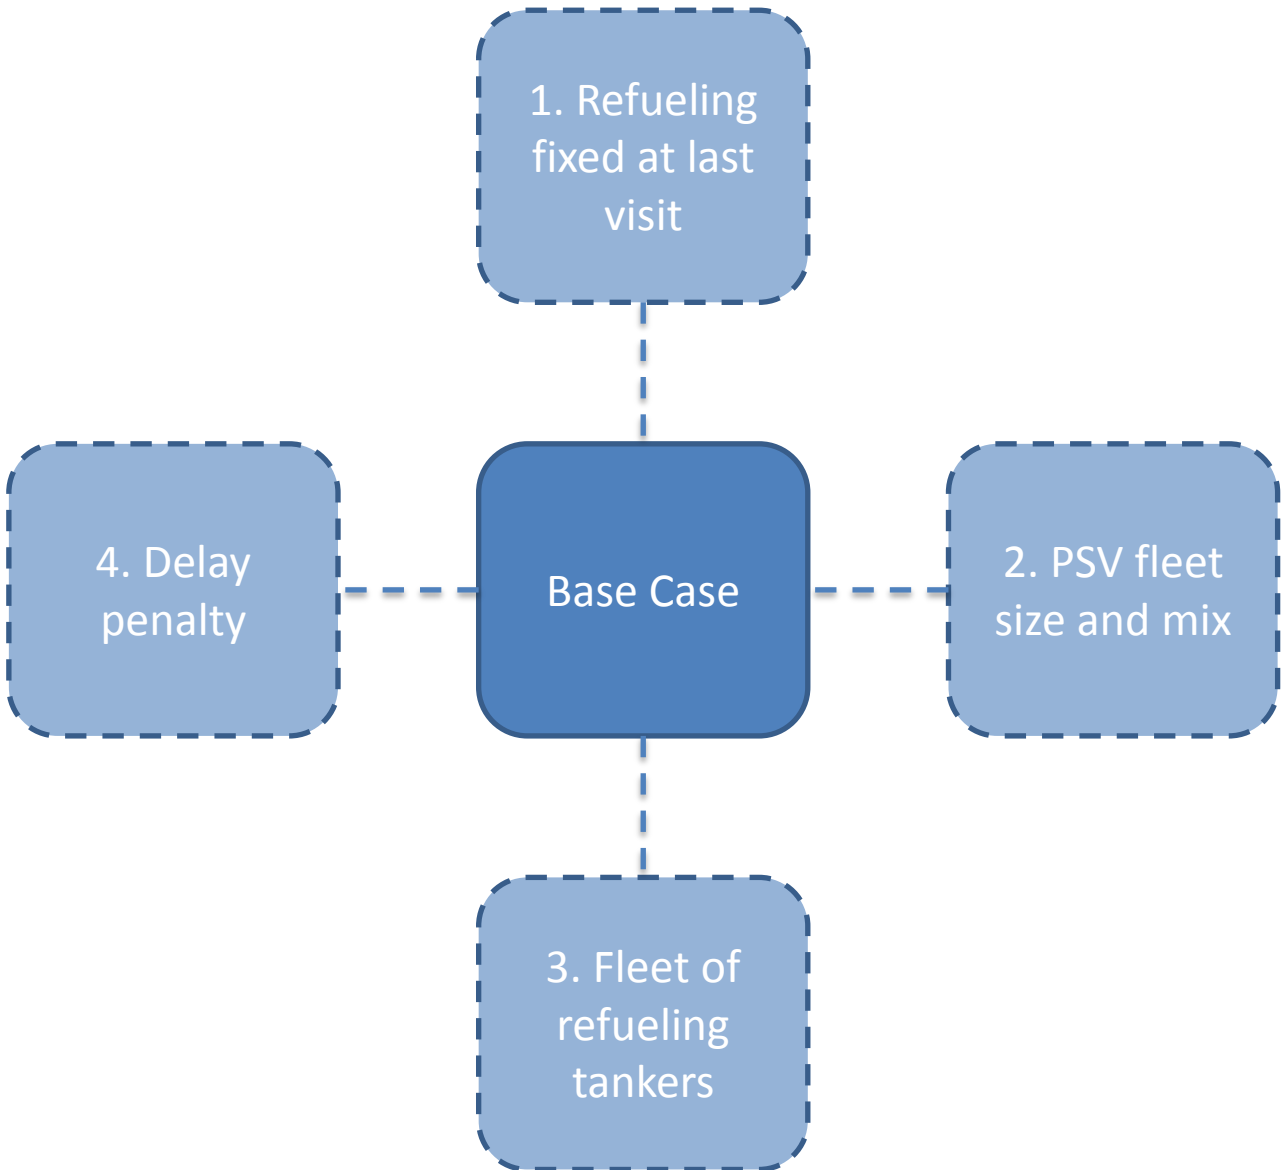 1. Refueling
fixed at last
visit
4. Delay
penalty
Base Case
2. PSV fleet
size and mix
3. Fleet of
refueling
tankers